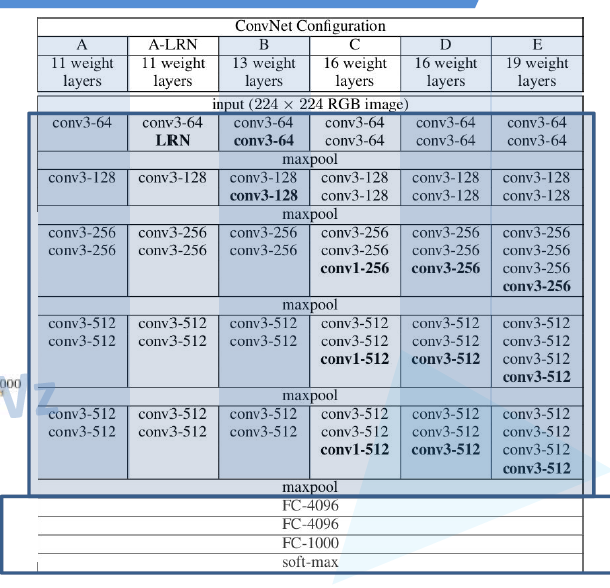 ConvNet Configuration
A A-LRN B C D E
11 weight 11 weight 13 weight 16 weight 16 weight 19 weight
layers layers layers layers layers layers
input (224 × 224 RGB image)
conv3-64 conv3-64 conv3-64 conv3-64 conv3-64 conv3-64
LRN conv3-64 conv3-64 conv3-64 conv3-64
maxpool
conv3-128 conv3-128 conv3-128 conv3-128 conv3-128 conv3-128
conv3-128 conv3-128 conv3-128 conv3-128
maxpool
conv3-256 conv3-256 conv3-256 conv3-256 conv3-256 conv3-256
conv3-256 conv3-256 conv3-256 conv3-256 conv3-256 conv3-256
conv1-256 conv3-256 conv3-256
conv3-256
maxpool
conv3-512 conv3-512 conv3-512 conv3-512 conv3-512 conv3-512
conv3-512 conv3-512 conv3-512 conv3-512 conv3-512 conv3-512
conv1-512 conv3-512 conv3-512
conv3-512
maxpool
conv3-512 conv3-512 conv3-512 conv3-512 conv3-512 conv3-512
conv3-512 conv3-512 conv3-512 conv3-512 conv3-512 conv3-512
conv1-512 conv3-512 conv3-512
conv3-512
maxpool
FC-4096
FC-4096
FC-1000
soft-max